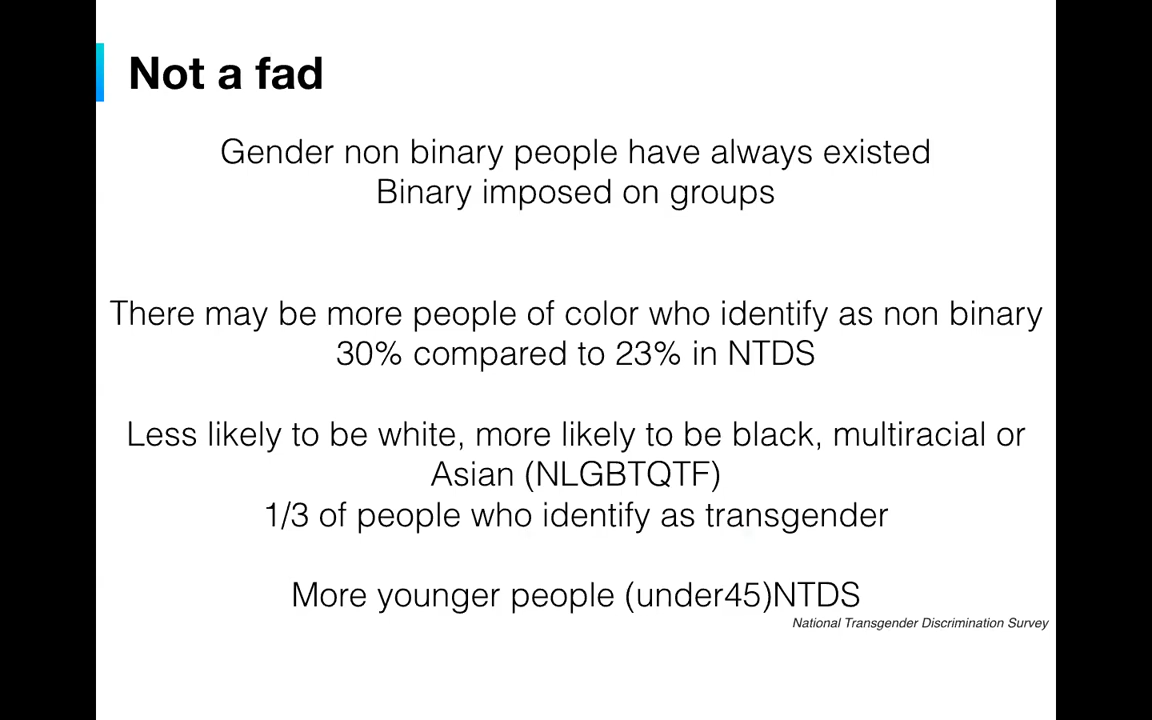 Not a fad
Gender non binary people have always existed
Binary imposed on groups
There may be more people of color who identify as non binary
30% compared to 23% in NTDS
Less likely to be white, more likely to be black, multiracial or
Asian (NLGBTQTF)
1/3 of people who identify as transgender
More younger people (under45)NTDS
National Transgender Discrimination Survey